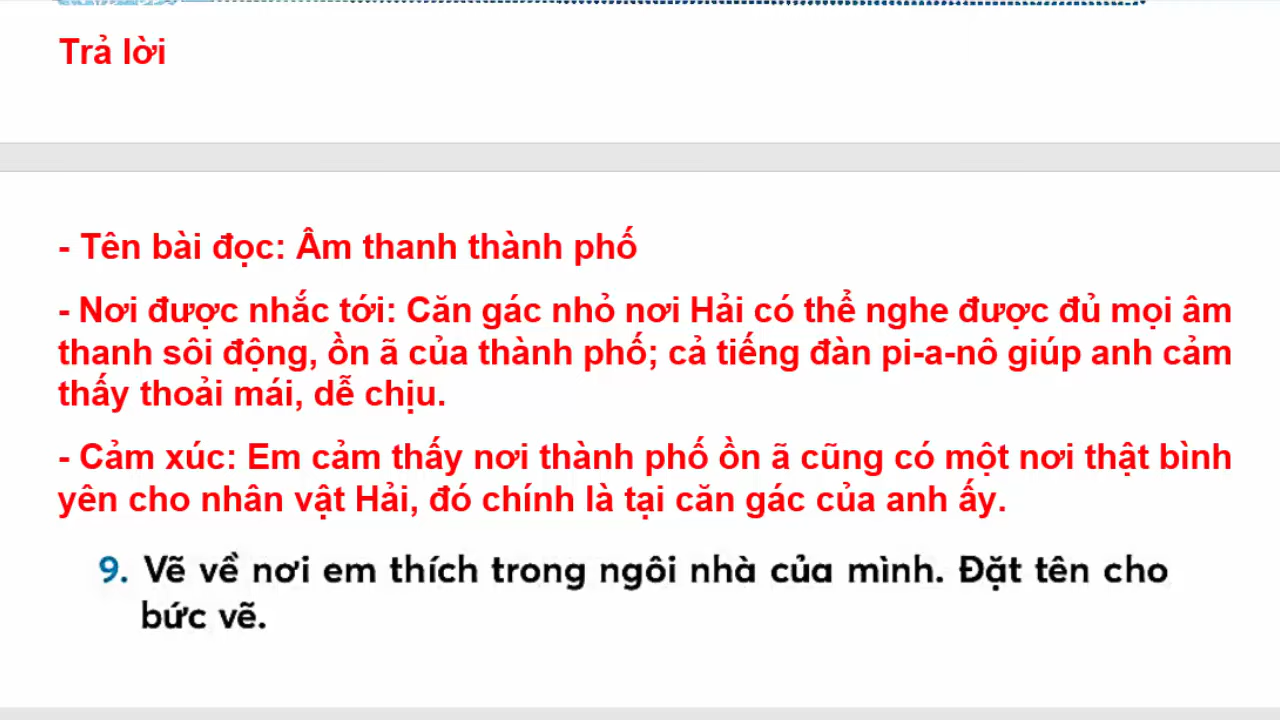 Trả lời
- Tên bài đọc: Âm thanh thành phố
- Nơi được nhắc tới: Căn gác nhỏ nơi Hải có thể nghe được đủ mọi âm
thanh sôi động, ồn ã của thành phố; cả tiếng đàn pi-a-nô giúp anh cảm
thấy thoải mái, dễ chịu.
- Cảm xúc: Em cảm thấy nơi thành phố ồn ã cũng có một nơi thật bình
yên cho nhân vật Hải, đó chính là tại căn gác của anh ấy.
9. Vẽ về nơi em thích trong ngôi nhà của mình. Đặt tên cho
bức vẽ.